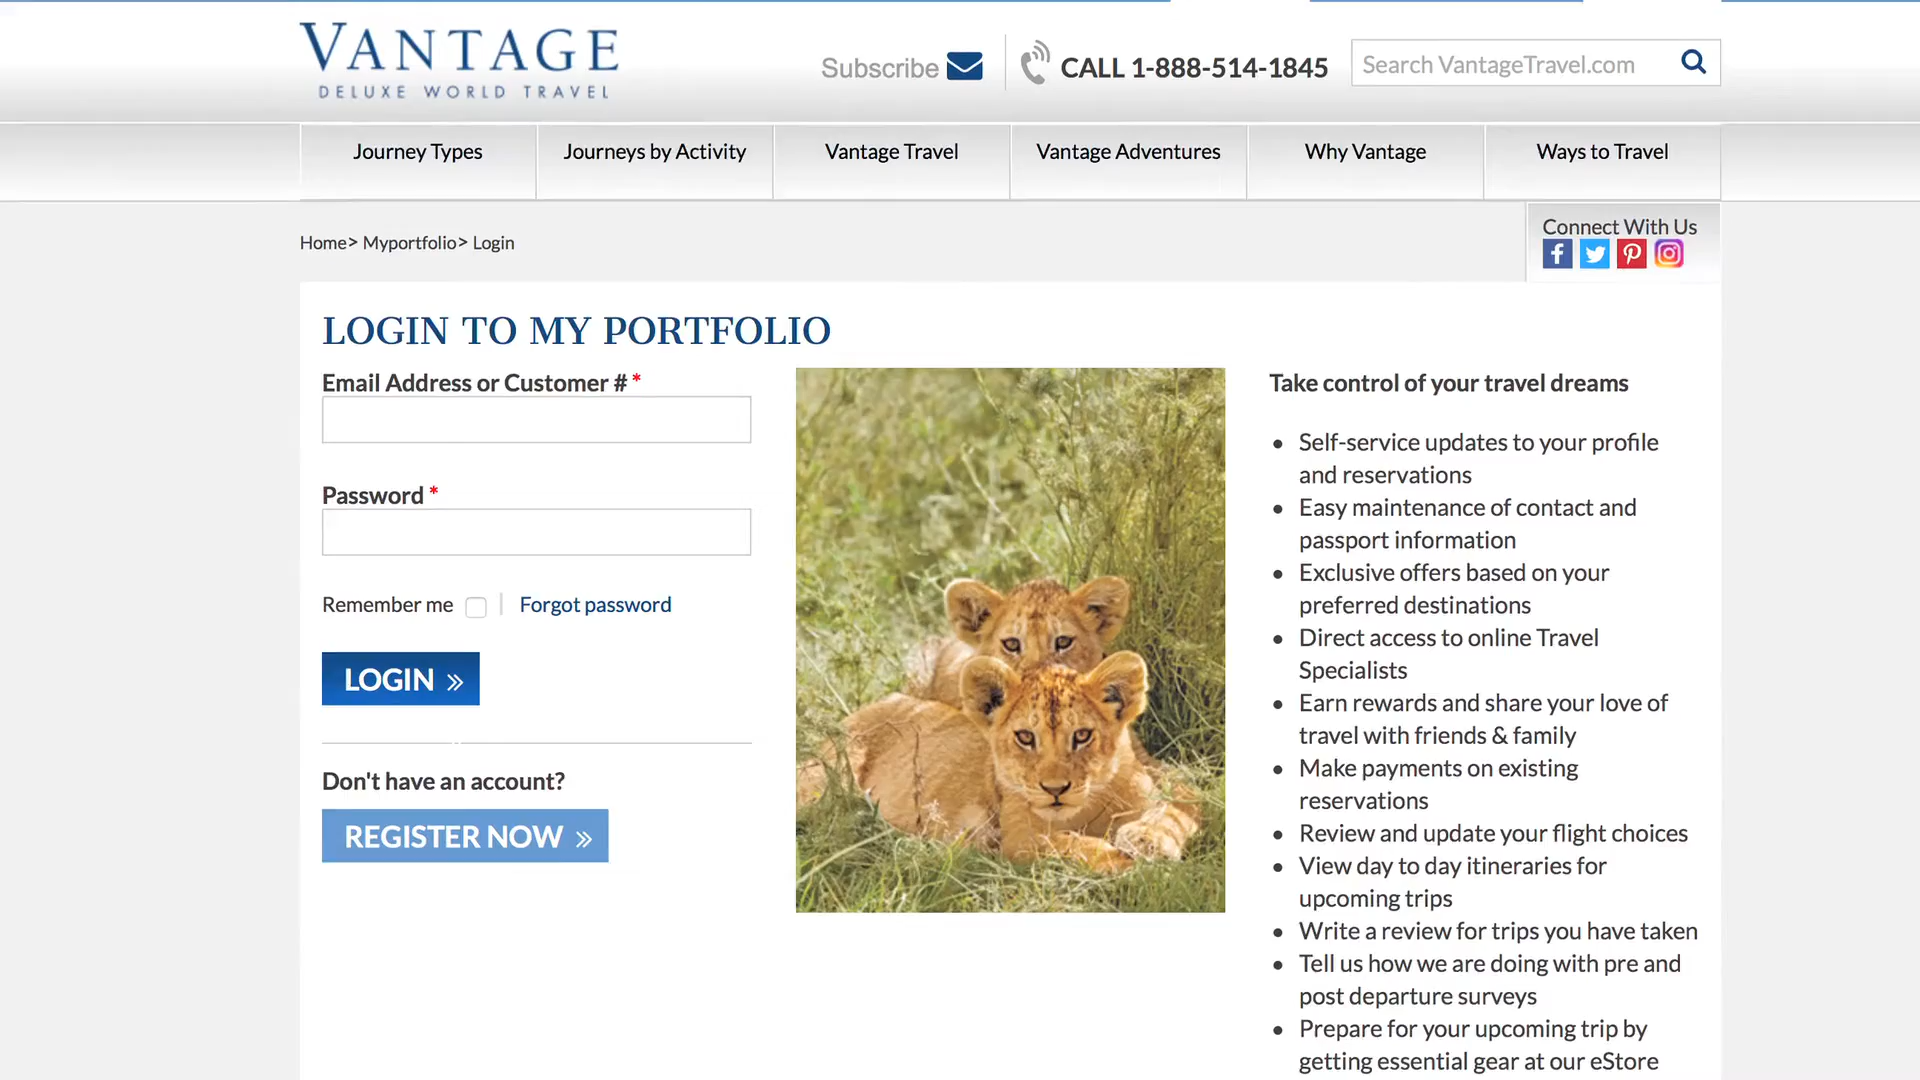 VANTAGE
DELUXE WORLD TRAVEL
Subscribe
CALL 1-888-514-1845
Search VantageTravel.com
Journey Types
Journeys by Activity
Vantage Travel
Vantage Adventures
Why Vantage
Ways to Travel
Home> Myportfolio> Login
Connect With Us
LOGIN TO MY PORTFOLIO
Email Address or Customer # *
Password *
Remember me
Forgot password
LOGIN »
Don't have an account?
REGISTER NOW »
Take control of your travel dreams
• Self-service updates to your profile
and reservations
• Easy maintenance of contact and
passport information
• Exclusive offers based on your
preferred destinations
• Direct access to online Travel
Specialists
• Earn rewards and share your love of
travel with friends & family
• Make payments on existing
reservations
• Review and update your flight choices
• View day to day itineraries for
upcoming trips
• Write a review for trips you have taken
• Tell us how we are doing with pre and
post departure surveys
• Prepare for your upcoming trip by
getting essential gear at our eStore